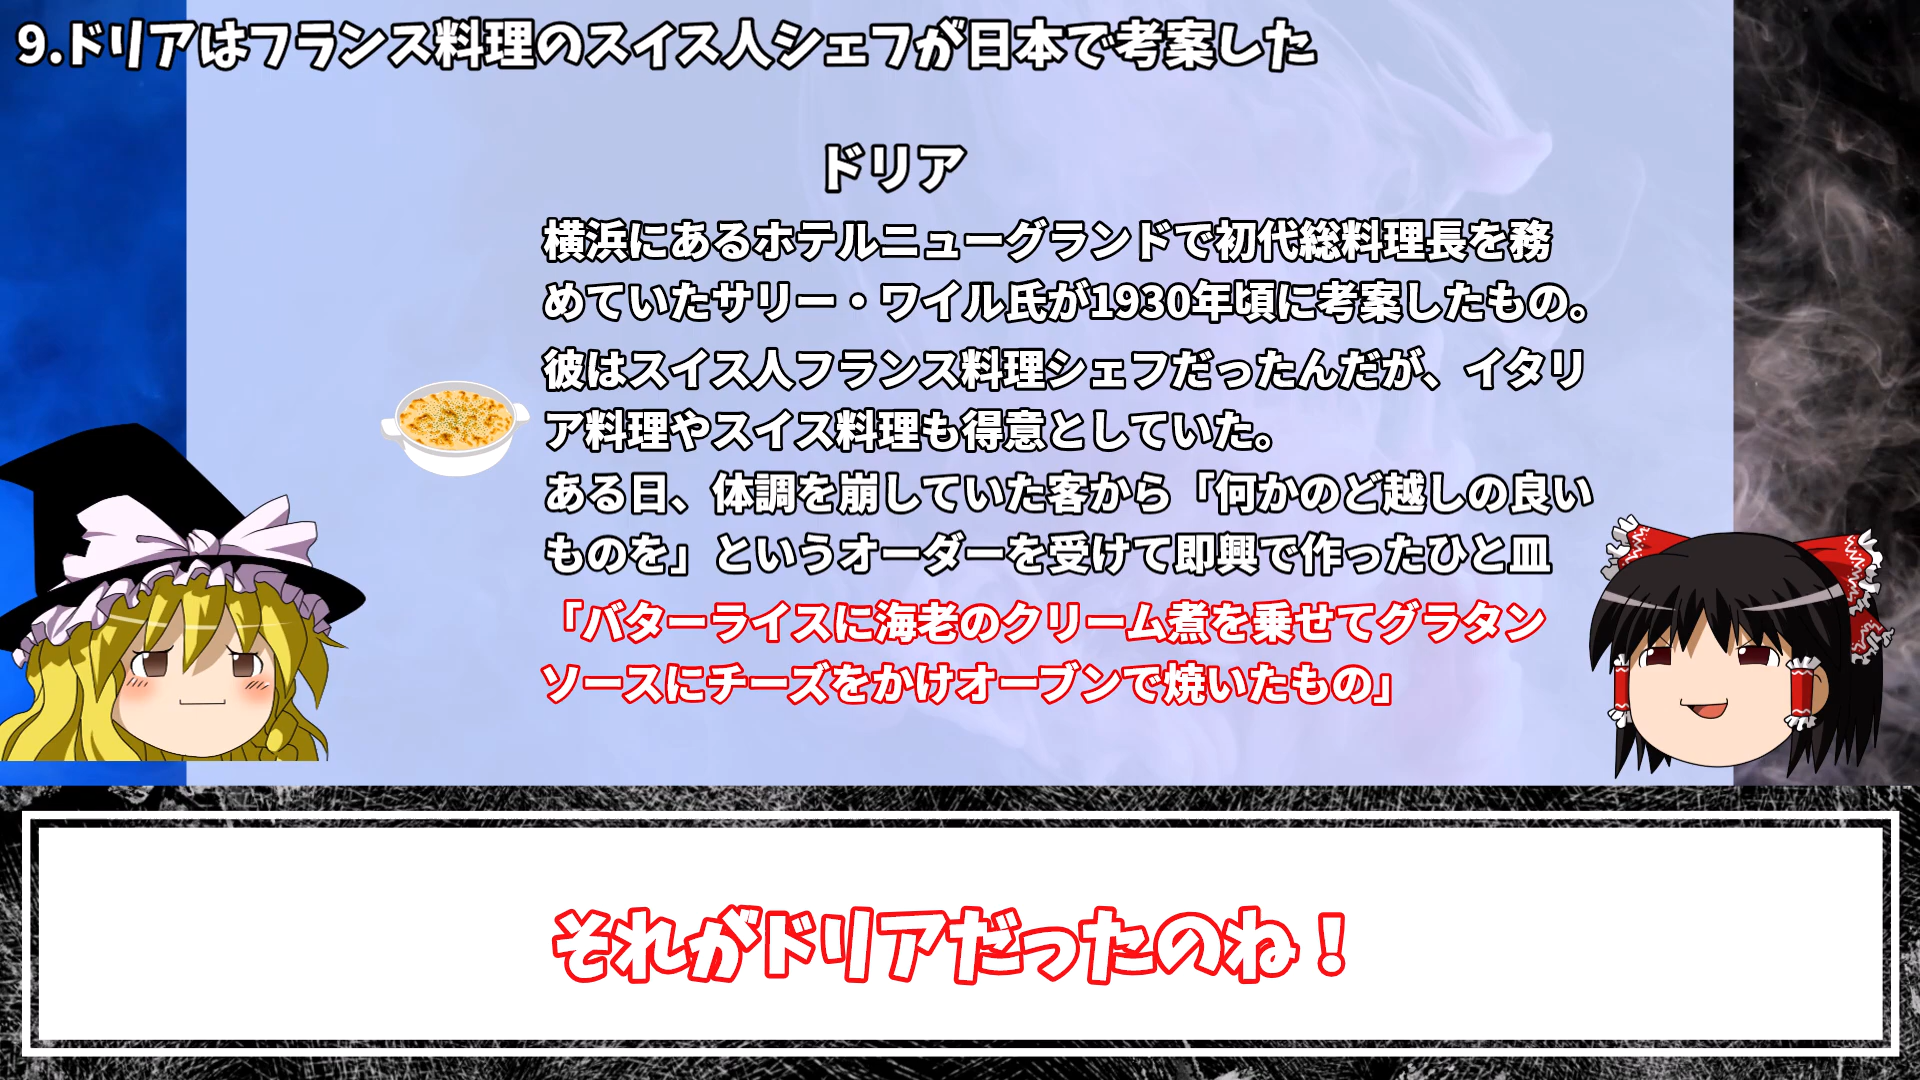 9.ドリアはフランス料理のスイス人シェフが日本で考案した
ドリア
横浜にあるホテルニューグランドで初代総料理長を務
めていたサリー・ワイル氏が1930年頃に考案したもの。
彼はスイス人フランス料理シェフだったんだが、イタリ
ア料理やスイス料理も得意としていた。
ある日、体調を崩していた客から「何かのど越しの良い
ものを」というオーダーを受けて即興で作ったひと皿
「バターライスに海老のクリーム煮を乗せてグラタン
ソースにチーズをかけオーブンで焼いたもの」
それがドリアだったのね！